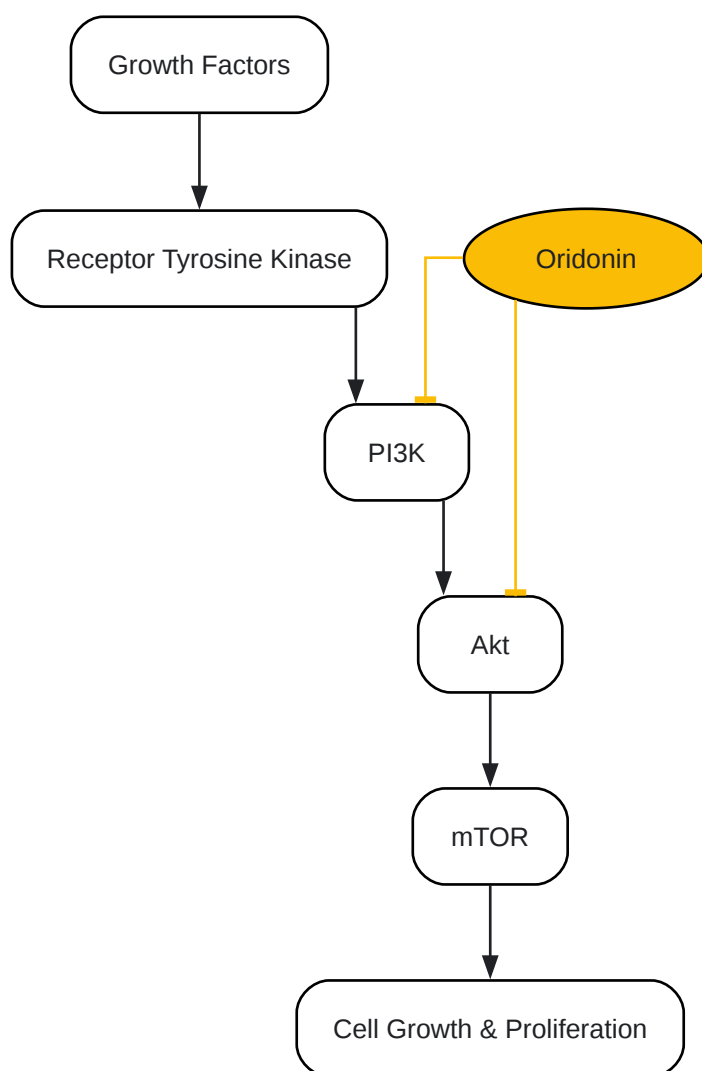 Growth Factors
Receptor Tyrosine Kinase
Oridonin
PI3K
Akt
mTOR
Cell Growth & Proliferation